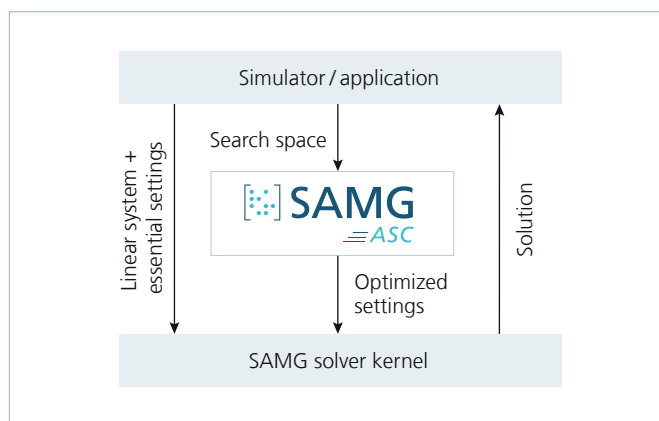 Simulator / application
Linear system +
essential settings
Search space
SAMG
ASC
Optimized
settings
Solution
SAMG solver kernel